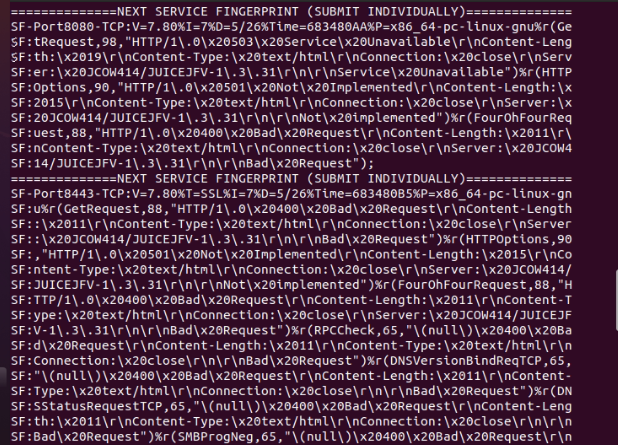 ==============NEXT SERVICE FINGERPRINT (SUBMIT INDIVIDUALLY)==============
SF-Port8080-TCP:V=7.80%I=7%D=5/26%Time=683480AA%P=x86_64-pc-linux-gnu%r(Ge
SF:tRequest,98,"HTTP/1\.0\x20503\x20Service\x20Unavailable\r\nContent-Leng
SF:th:\x2019\r\nContent-Type:\x20text/html\r\nConnection:\x20close\r\nServ
SF:er:\x20JCOW414/JUICEJFV-1\.3\.31\r\n\r\nService\x20Unavailable")%r(HTTP
SF:Options,90,"HTTP/1\.0\x20501\x20Not\x20Implemented\r\nContent-Length:\x
SF:2015\r\nContent-Type:\x20text/html\r\nConnection:\x20close\r\nServer:\x
SF:20JCOW414/JUICEJFV-1\.3\.31\r\n\r\nNot\x20implemented")%r(FourOhFourReq
SF:uest,88,"HTTP/1\.0\x20400\x20Bad\x20Request\r\nContent-Length:\x2011\r\
SF:nContent-Type:\x20text/html\r\nConnection:\x20close\r\nServer:\x20JCOW4
SF:14/JUICEJFV-1\.3\.31\r\n\r\nBad\x20Request");
==============NEXT SERVICE FINGERPRINT (SUBMIT INDIVIDUALLY)==============
SF-Port8443-TCP:V=7.80%T=SSL%I=7%D=5/26%Time=683480B5%P=x86_64-pc-linux-gn
SF:u%r(GetRequest,88,"HTTP/1\.0\x20400\x20Bad\x20Request\r\nContent-Length
SF::\x2011\r\nContent-Type:\x20text/html\r\nConnection:\x20close\r\nServer
SF::\x20JCOW414/JUICEJFV-1\.3\.31\r\n\r\nBad\x20Request")%r(HTTPOptions,90
SF:,"HTTP/1\.0\x20501\x20Not\x20Implemented\r\nContent-Length:\x2015\r\nCo
SF:ntent-Type:\x20text/html\r\nConnection:\x20close\r\nServer:\x20JCOW414/
SF:JUICEJFV-1\.3\.31\r\n\r\nNot\x20implemented")%r(FourOhFourRequest,88,"H
SF:TTP/1\.0\x20400\x20Bad\x20Request\r\nContent-Length:\x2011\r\nContent-T
SF:ype:\x20text/html\r\nConnection:\x20close\r\nServer:\x20JCOW414/JUICEJF
SF:V-1\.3\.31\r\n\r\nBad\x20Request")%r(RPCCheck,65,"\(null\)\x20400\x20Ba
SF:d\x20Request\r\nContent-Length:\x2011\r\nContent-Type:\x20text/html\r\n
SF:Connection:\x20close\r\n\r\nBad\x20Request")%r(DNSVersionBindReqTCP,65,
SF:"\(null\)\x20400\x20Bad\x20Request\r\nContent-Length:\x2011\r\nContent-
SF:Type:\x20text/html\r\nConnection:\x20close\r\n\r\nBad\x20Request")%r(DN
SF:SStatusRequestTCP,65,"\(null\)\x20400\x20Bad\x20Request\r\nContent-Leng
SF:th:\x2011\r\nContent-Type:\x20text/html\r\nConnection:\x20close\r\n\r\n
SF:Bad\x20Request")%r(SMBProgNeg,65,"\(null\)\x20400\x20Bad\x20Request\r\n